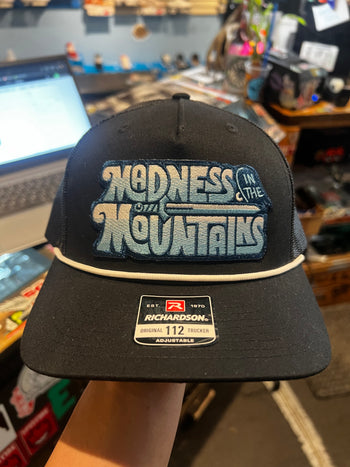 MADNESS
IN THE
MOUNTAINS
EST. 1970
RICHARDSON®
ORIGINAL 112 TRUCKER
ADJUSTABLE